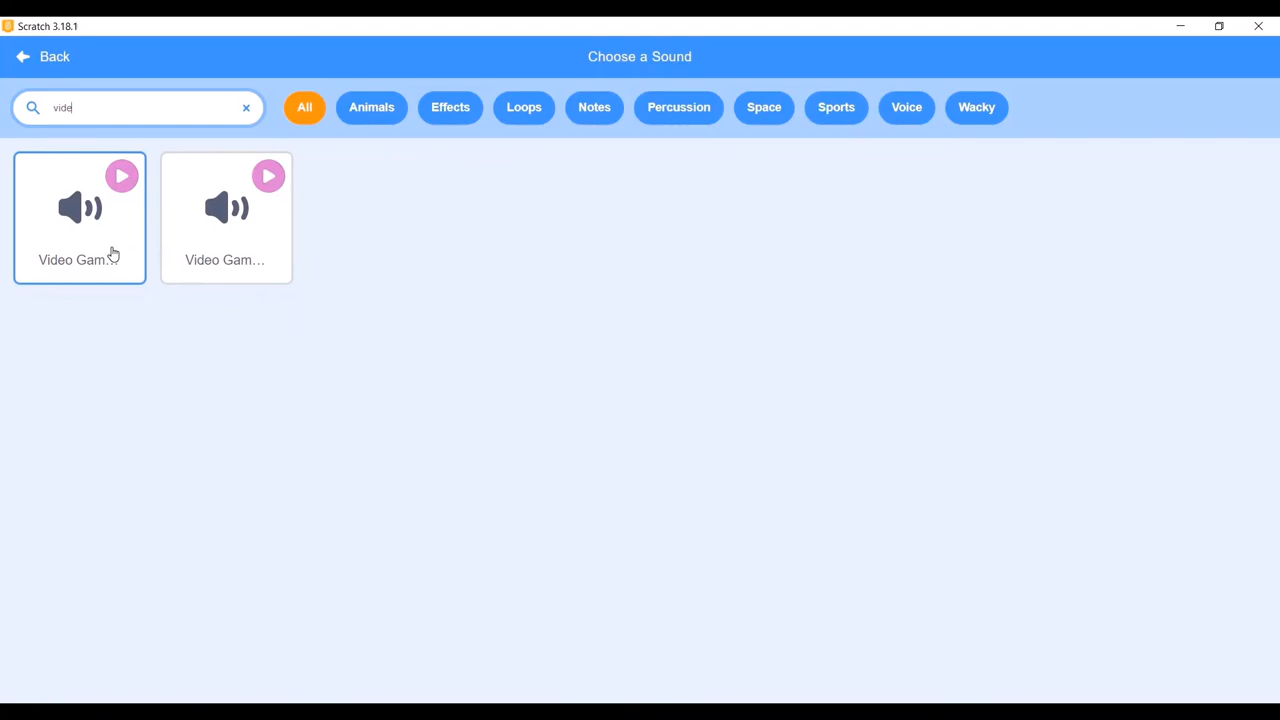 Scratch 3.18.1
Back
Choose a Sound
vide
All
Animals
Effects
Loops
Notes
Percussion
Space
Sports
Voice
Wacky
Video Gam...
Video Gam...